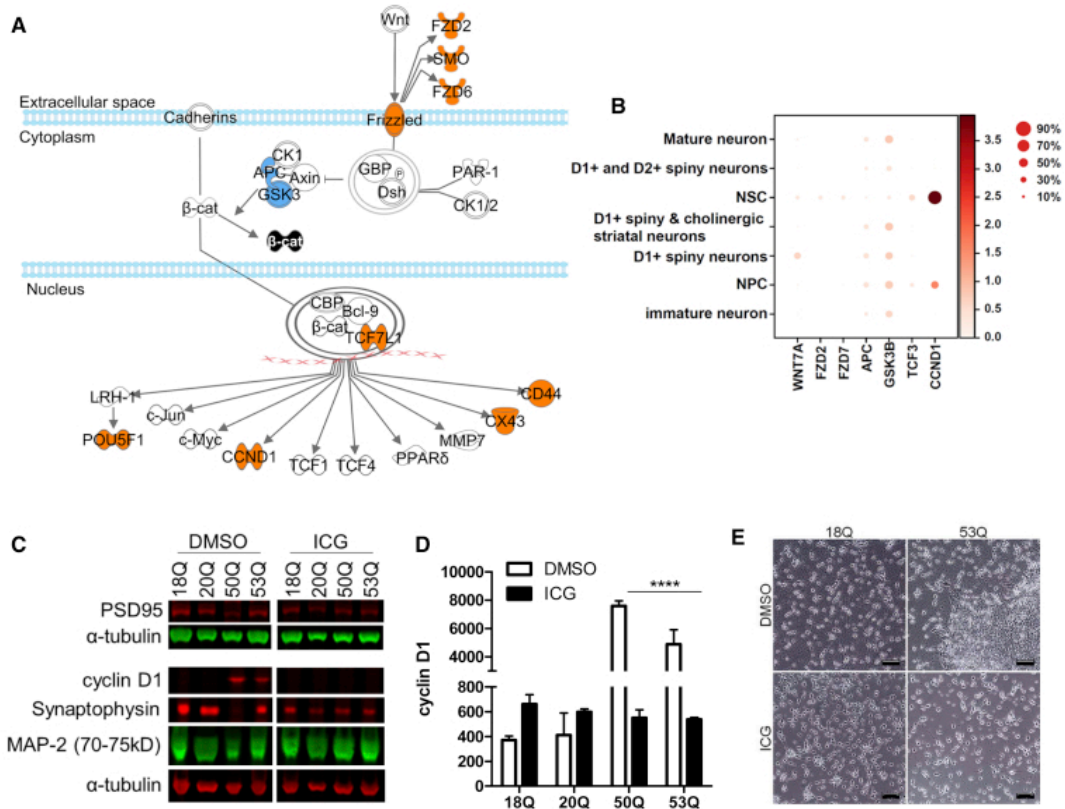 A
Wnt
FZD2
SMO
FZD6
Extracellular space
Cadherins
Frizzled
Cytoplasm
CK1
APC
Axin
GSK3
GBP
P
Dsh
PAR-1
CK1/2
β-cat
β-cat
Nucleus
CBP
Bcl-9
β-cat
TCF7L1
LRH-1
c-Jun
POU5F1
c-Myc
CCND1
TCF1
TCF4
PPARδ
MMP7
CX43
CD44
B
Mature neuron
D1+ and D2+ spiny neurons
NSC
D1+ spiny & cholinergic
striatal neurons
D1+ spiny neurons
NPC
immature neuron
WNT7A
FZD2
FZD7
APC
GSK3B
TCF3
CCND1
3.5
3.0
2.5
2.0
1.5
1.0
0.5
0.0
90%
70%
50%
30%
10%
C
DMSO ICG
18Q 20Q 50Q 53Q 18Q 20Q 50Q 53Q
PSD95
α-tubulin
cyclin D1
Synaptophysin
MAP-2 (70-75kD)
α-tubulin
D
DMSO
ICG
****
cyclin D1
10000
8000
6000
4000
800
600
400
200
0
18Q 20Q 50Q 53Q
E
18Q 53Q
DMSO
ICG